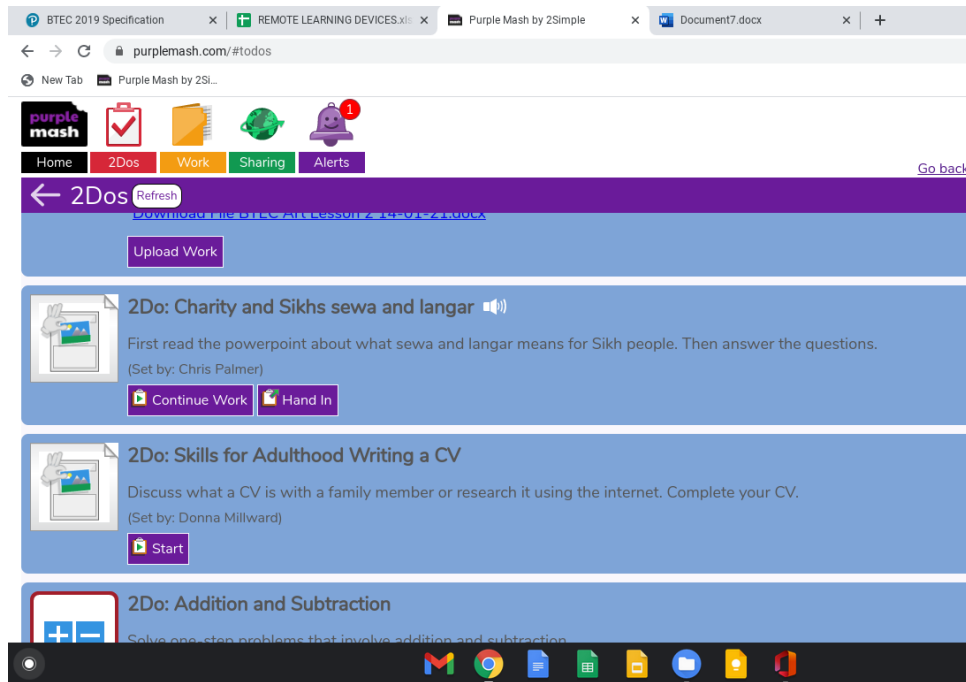 BTEC 2019 Specification
REMOTE LEARNING DEVICES.xls
Purple Mash by 2Simple
Document7.docx
purplemash.com/#todos
New Tab
Purple Mash by 2Si...
purple
mash
1
Home
2Dos
Work
Sharing
Alerts
Go back
2Dos
Refresh
Download File BTEC Art Lesson 2 14-01-21.docx
Upload Work
2Do: Charity and Sikhs sewa and langar
First read the powerpoint about what sewa and langar means for Sikh people. Then answer the questions.
(Set by: Chris Palmer)
Continue Work
Hand In
2Do: Skills for Adulthood Writing a CV
Discuss what a CV is with a family member or research it using the internet. Complete your CV.
(Set by: Donna Millward)
Start
2Do: Addition and Subtraction
Solve one-step problems that involve addition and subtraction